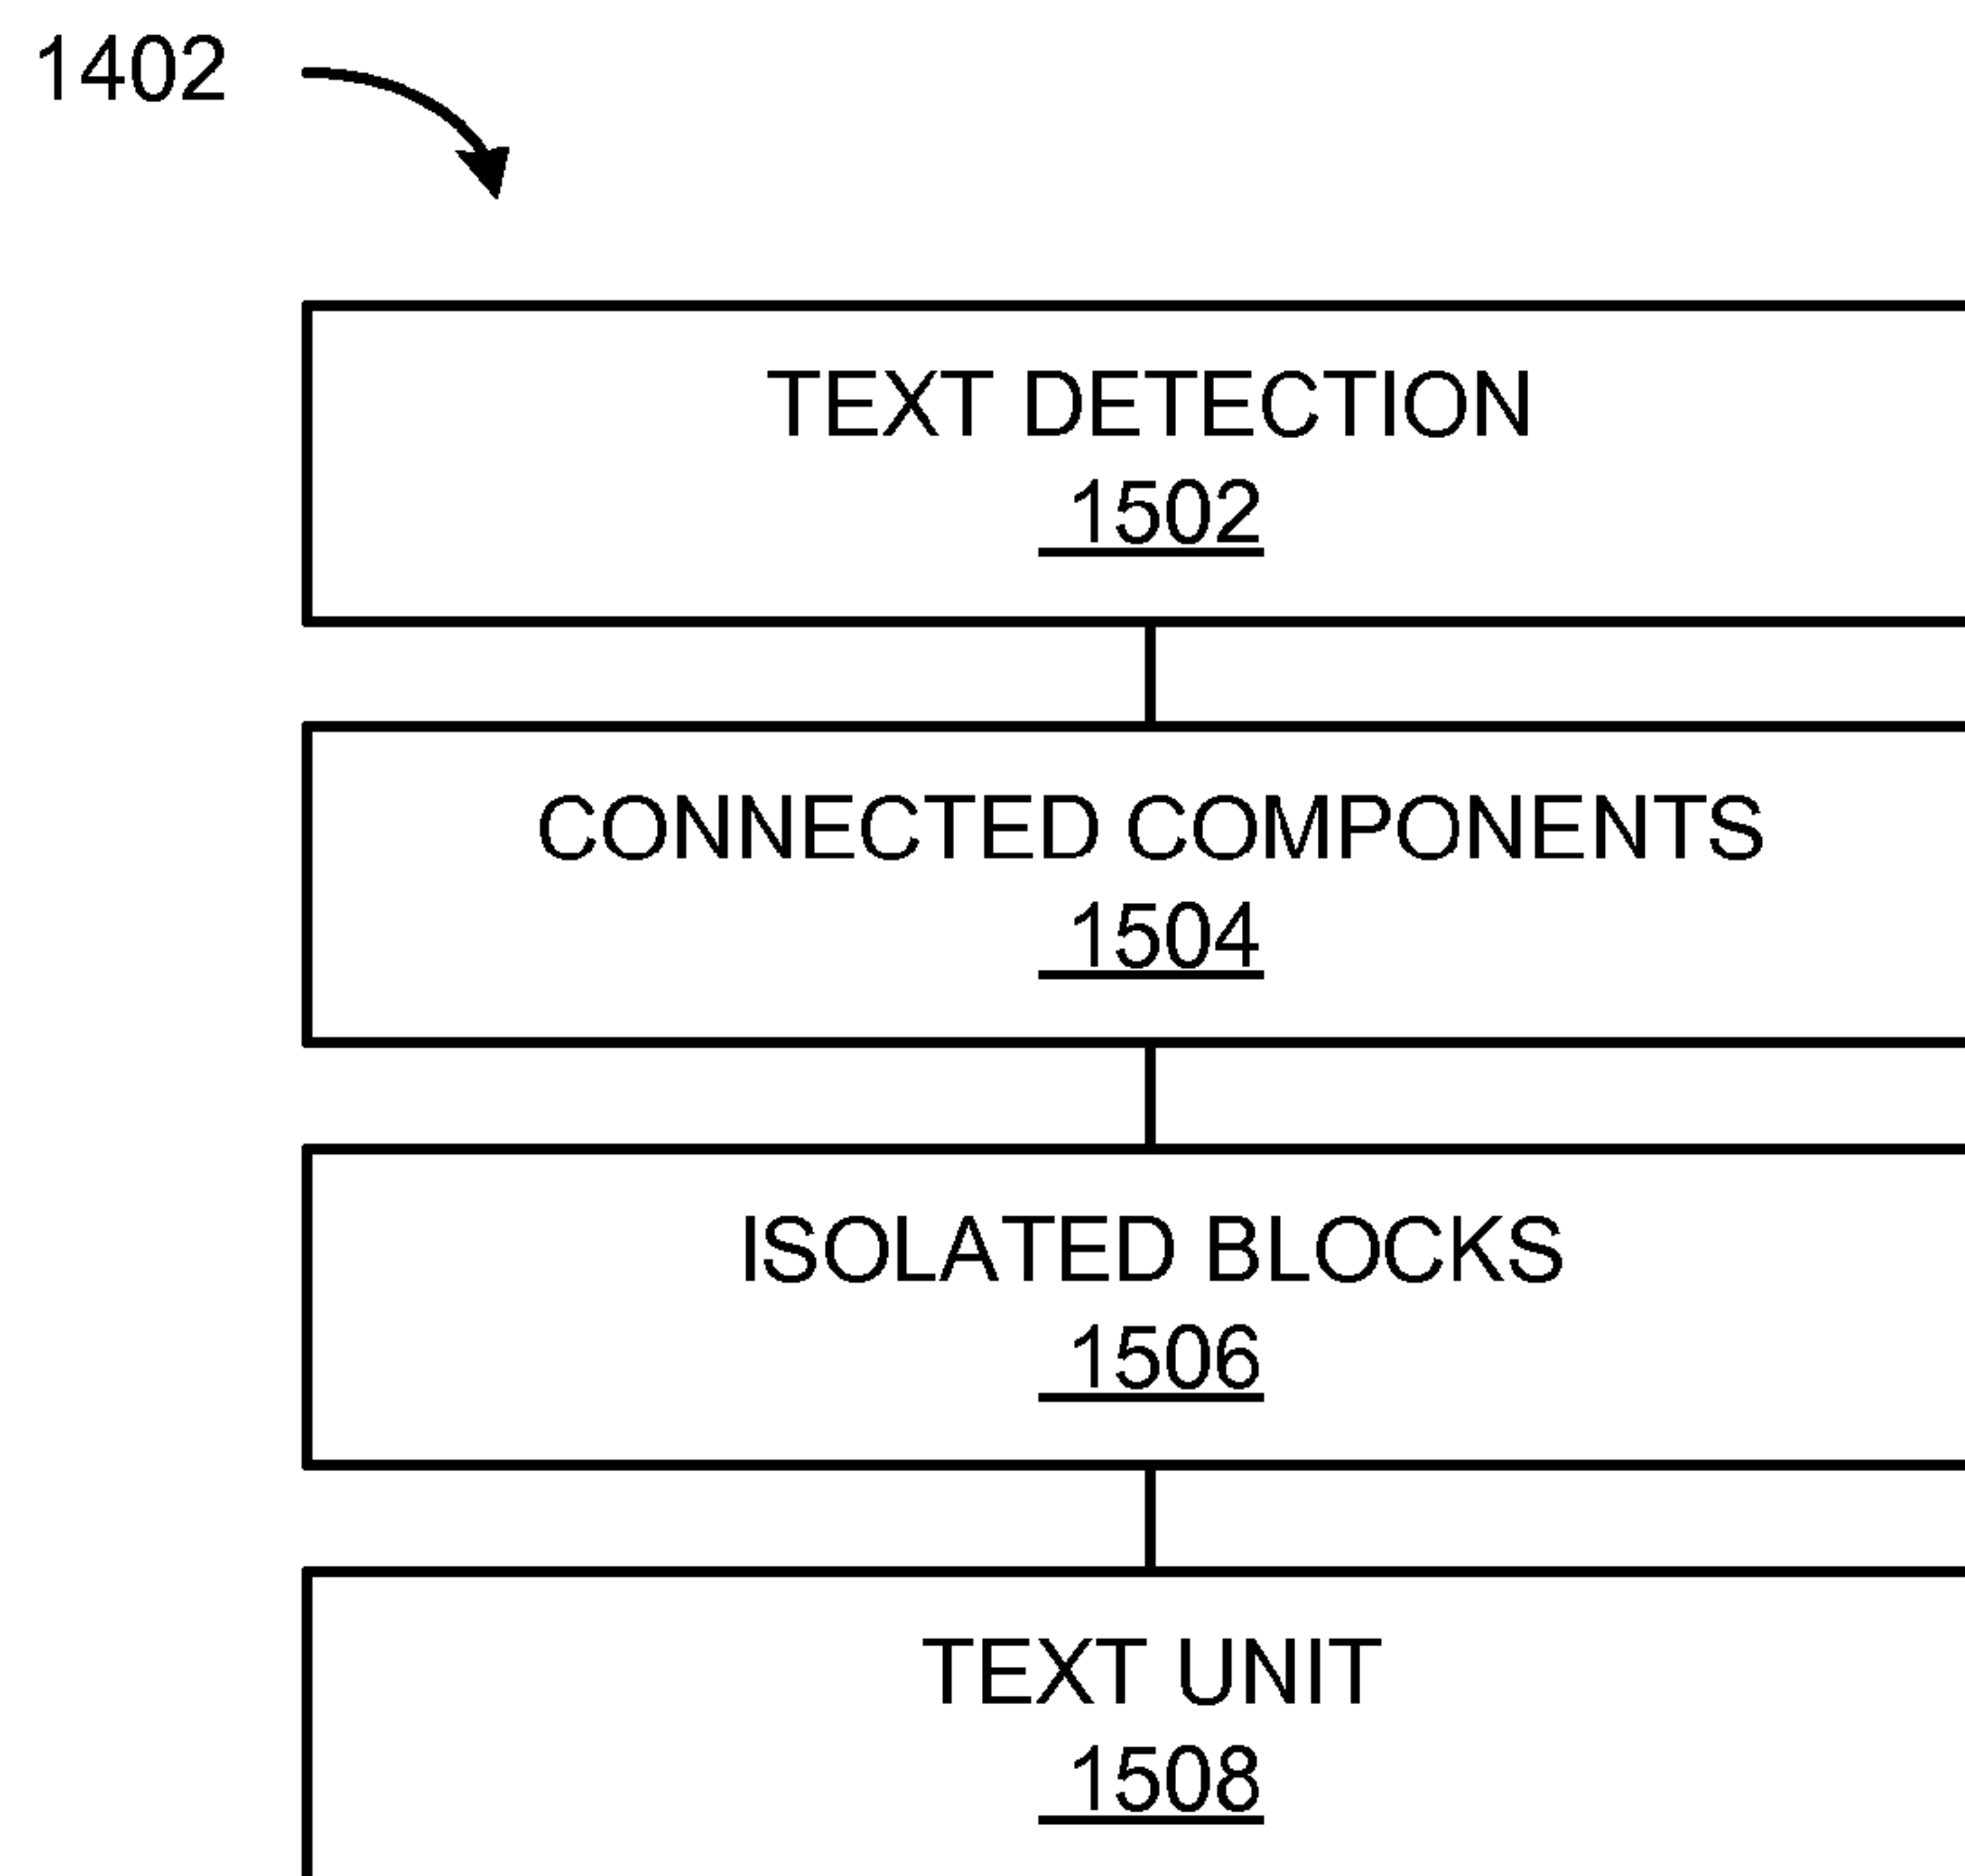 1402
TEXT DETECTION
1502
CONNECTED COMPONENTS
1504
ISOLATED BLOCKS
1506
TEXT UNIT
1508